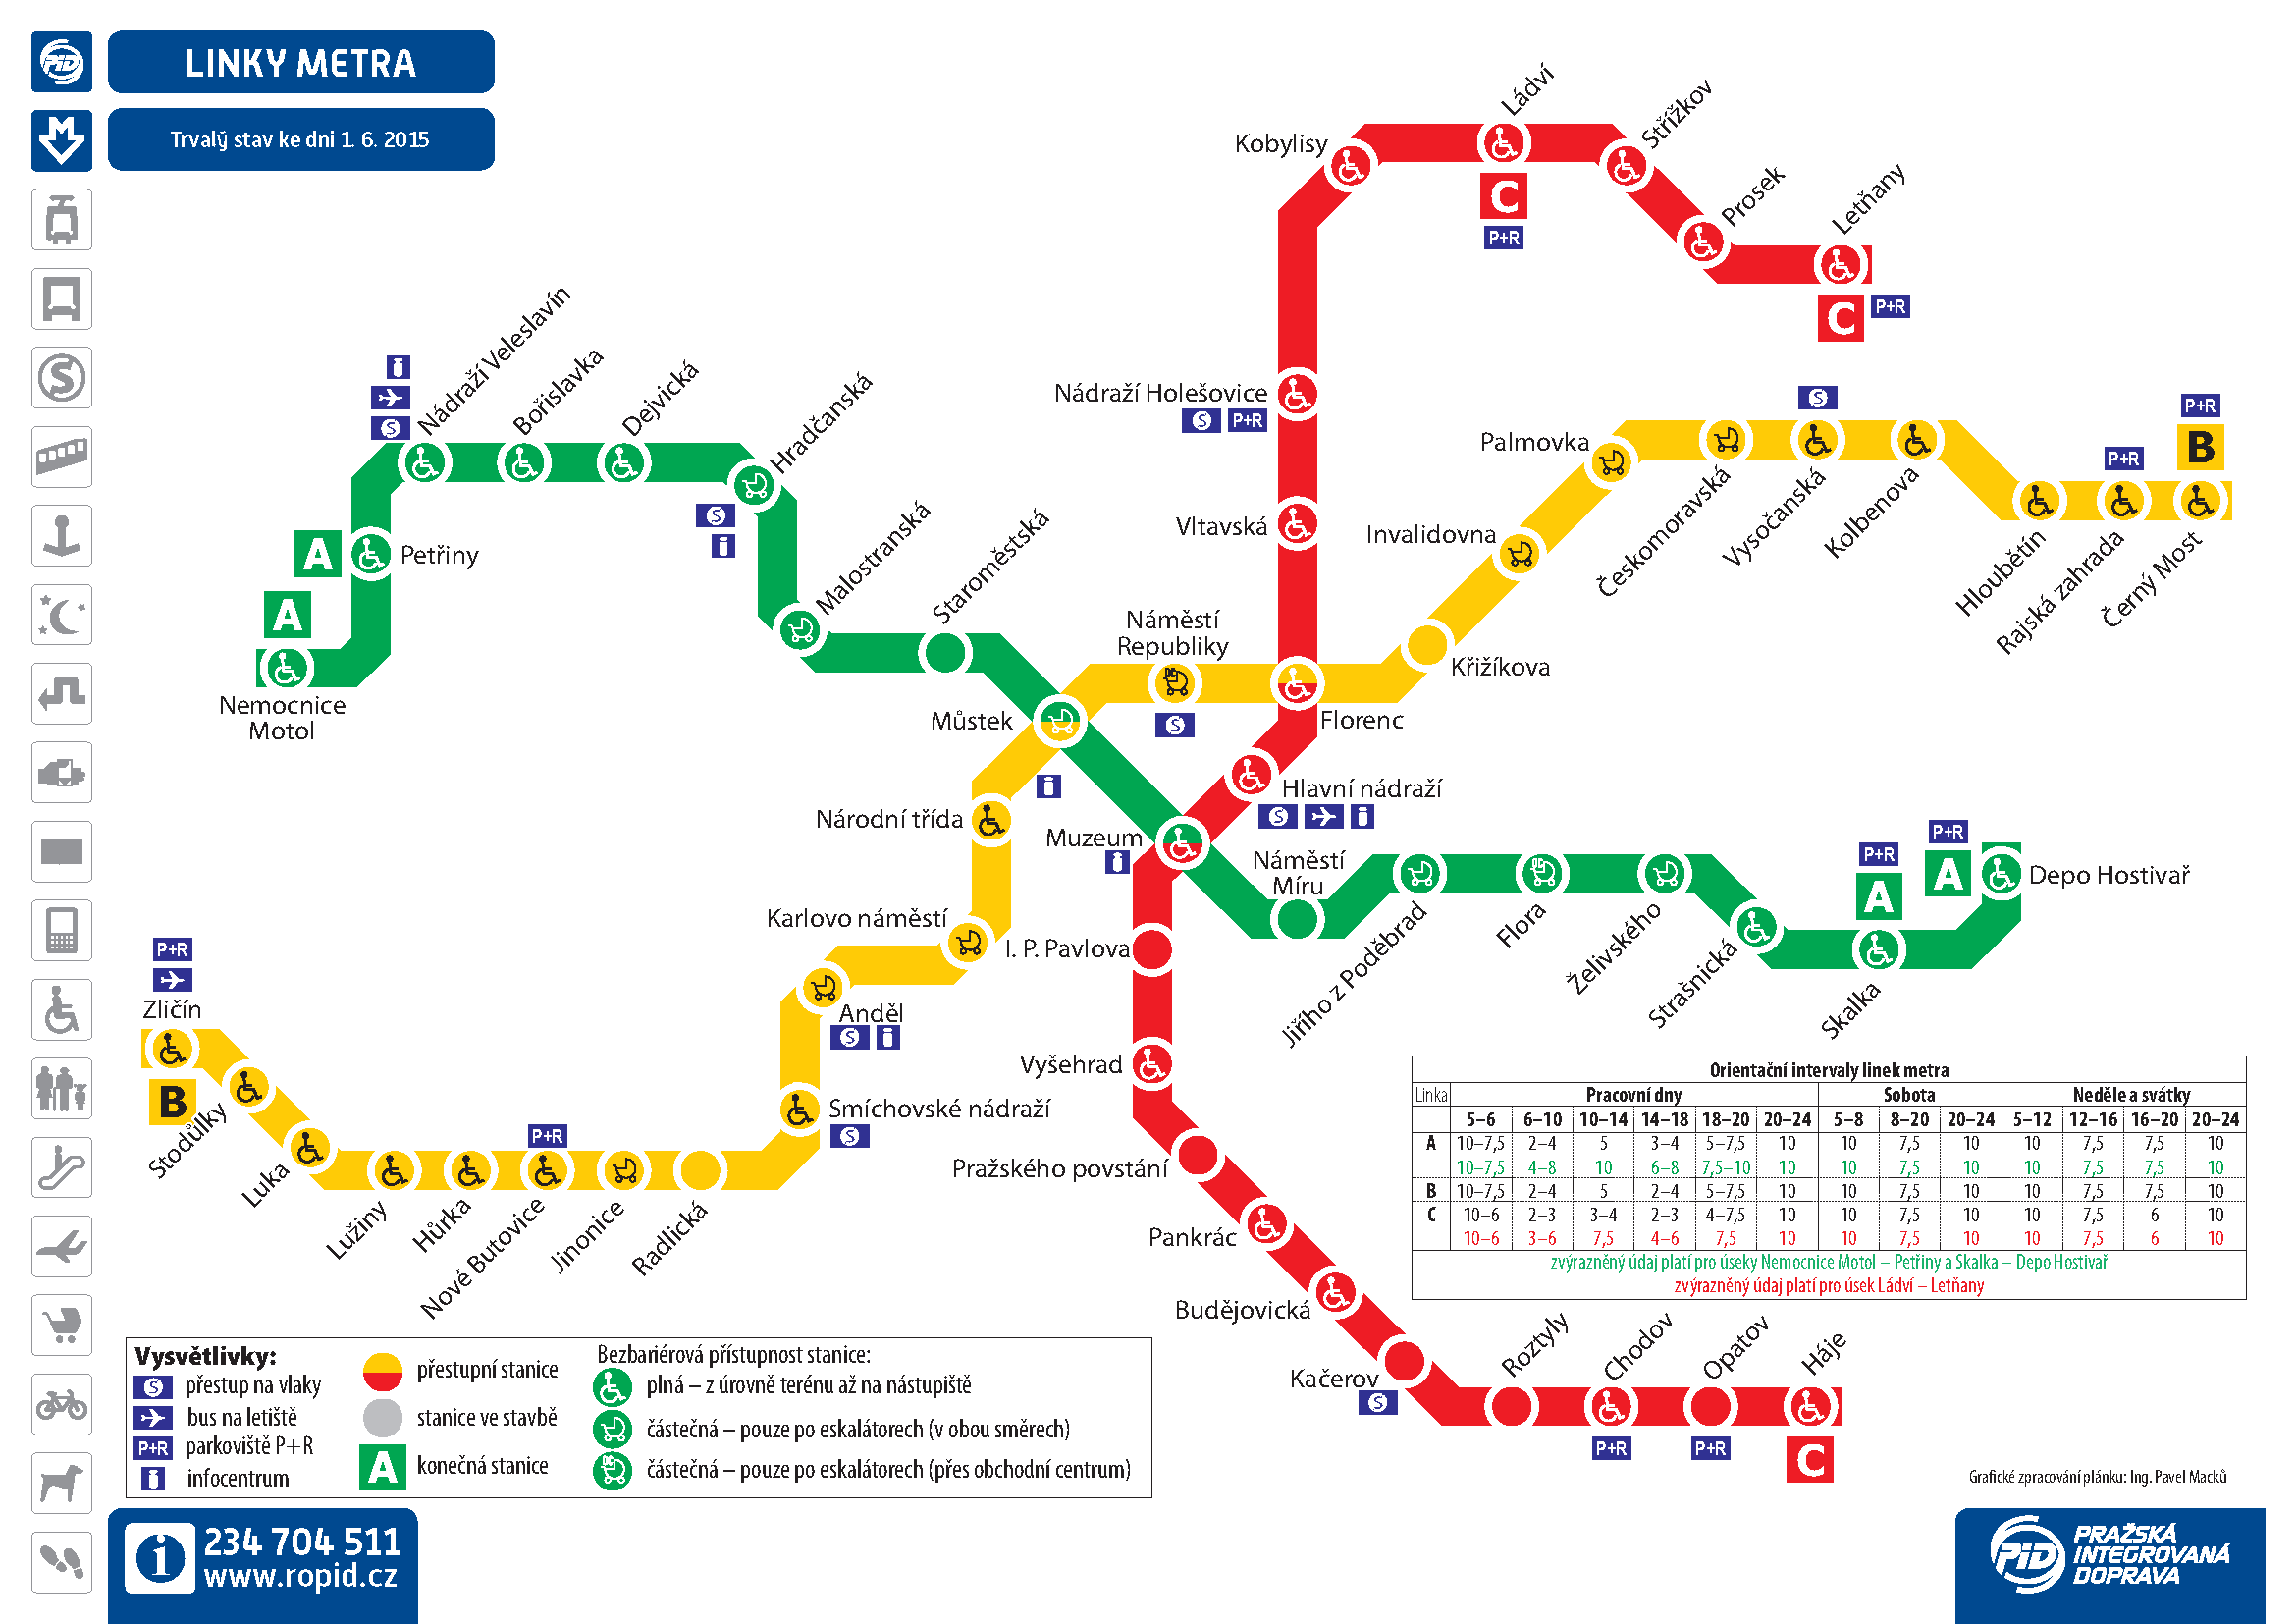 PID
LINKY METRA
M
Trvalý stav ke dni 1. 6. 2015
Kobylisy
Ládví
Střížkov
Prosek
Letňany
C
P+R
C
P+R
Nádraží Holešovice
S P+R
Vltavská
Nádraží Veleslavín
Bořislavka
Dejvická
Hradčanská
Malostranská
Staroměstská
i
S
S
i
A
Petřiny
A
Nemocnice
Motol
Palmovka
Invalidovna
Křižíkova
Českomoravská
S
Vysočanská
Kolbenova
Hloubětín
P+R
Rajská zahrada
P+R
B
Černý Most
Náměstí
Republiky
OC
S
Florenc
Můstek
i
Hlavní nádraží
S i
Národní třída
Muzeum
i
Náměstí
Míru
Jiřího z Poděbrad
OC
Flora
Želivského
Strašnická
P+R
A
Skalka
P+R
A
Depo Hostivař
Karlovo náměstí
I. P. Pavlova
Anděl
S i
Vyšehrad
Smíchovské nádraží
S
Pražského povstání
Pankrác
Budějovická
Kačerov
S
Roztyly
Chodov
P+R
Opatov
P+R
Háje
C
P+R
Zličín
B
Stodůlky
Luka
Lužiny
Hůrka
P+R
Nové Butovice
Jinonice
Radlická
Orientační intervaly linek metra
Linka Pracovní dny Sobota Neděle a svátky
5–6 6–10 10–14 14–18 18–20 20–24 5–8 8–20 20–24 5–12 12–16 16–20 20–24
A 10–7,5 2–4 5 3–4 5–7,5 10 10 7,5 10 10 7,5 7,5 10
10–7,5 4–8 10 6–8 7,5–10 10 10 7,5 10 10 7,5 7,5 10
B 10–7,5 2–4 5 2–4 5–7,5 10 10 7,5 10 10 7,5 7,5 10
C 10–6 2–3 3–4 2–3 4–7,5 10 10 7,5 10 10 7,5 6 10
10–6 3–6 7,5 4–6 7,5 10 10 7,5 10 10 7,5 6 10
zvýrazněný údaj platí pro úseky Nemocnice Motol – Petřiny a Skalka – Depo Hostivař
zvýrazněný údaj platí pro úsek Ládví – Letňany
Vysvětlivky:
S přestup na vlaky
bus na letiště
P+R parkoviště P+R
i infocentrum
přestupní stanice
stanice ve stavbě
A konečná stanice
Bezbariérová přístupnost stanice:
plná – z úrovně terénu až na nástupiště
částečná – pouze po eskalátorech (v obou směrech)
OC částečná – pouze po eskalátorech (přes obchodní centrum)
Grafické zpracování plánku: Ing. Pavel Macků
i 234 704 511
www.ropid.cz
PID PRAŽSKÁ
INTEGROVANÁ
DOPRAVA